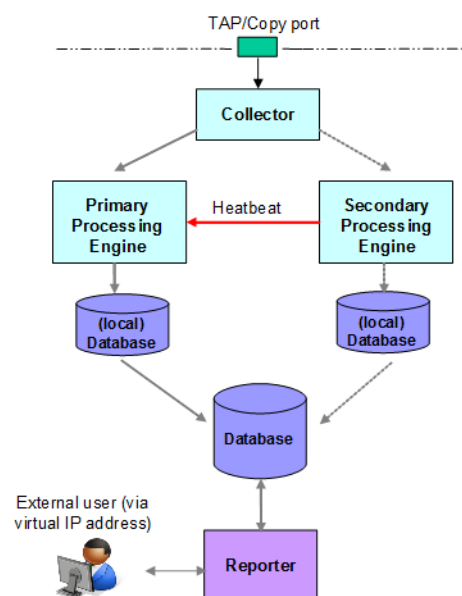 TAP/Copy port
Collector
Primary
Processing
Engine
Heatbeat
Secondary
Processing
Engine
(local)
Database
(local)
Database
Database
External user (via
virtual IP address)
Reporter